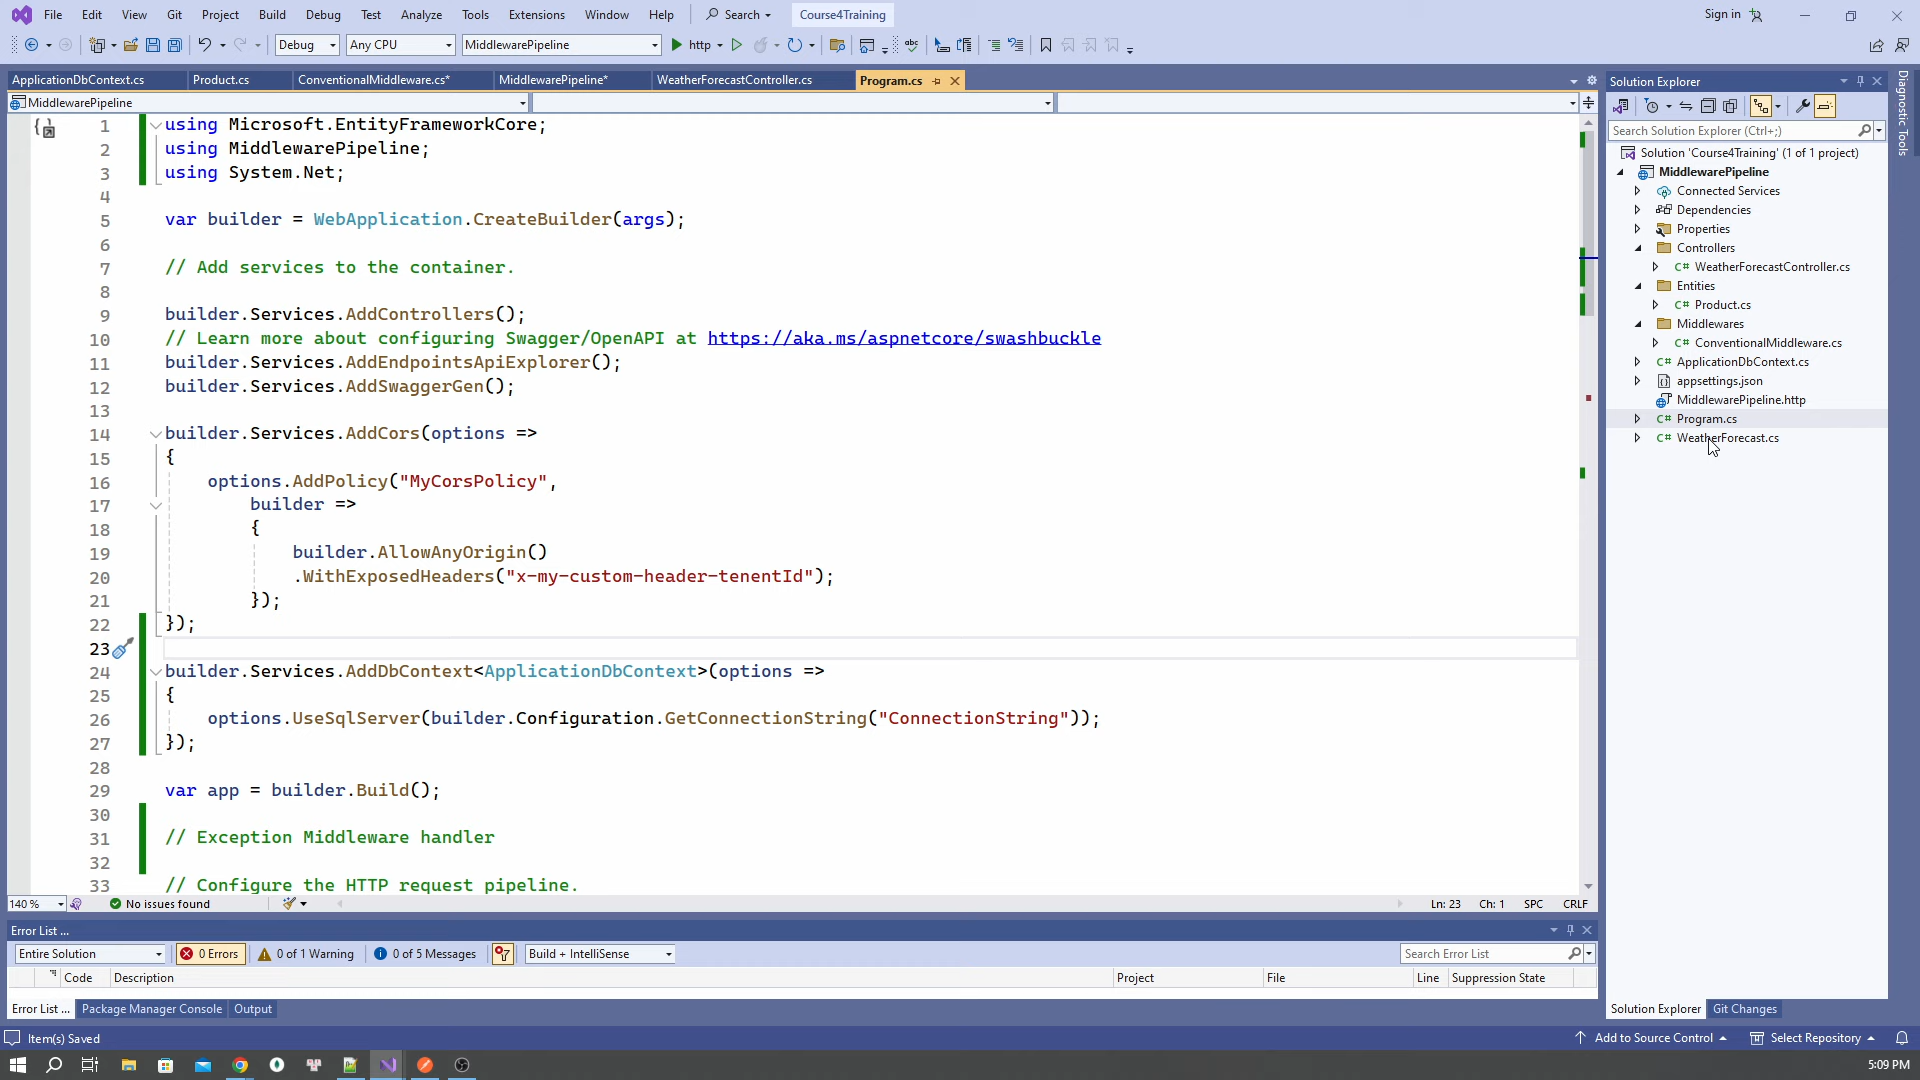 File Edit View Git Project Build Debug Test Analyze Tools Extensions Window Help Search Course4Training Sign in
Debug Any CPU MiddlewarePipeline http
ApplicationDbContext.cs Product.cs ConventionalMiddleware.cs* MiddlewarePipeline* WeatherForecastController.cs Program.cs
MiddlewarePipeline
1 using Microsoft.EntityFrameworkCore;
2 using MiddlewarePipeline;
3 using System.Net;
4
5 var builder = WebApplication.CreateBuilder(args);
6
7 // Add services to the container.
8
9 builder.Services.AddControllers();
10 // Learn more about configuring Swagger/OpenAPI at https://aka.ms/aspnetcore/swashbuckle
11 builder.Services.AddEndpointsApiExplorer();
12 builder.Services.AddSwaggerGen();
13
14 builder.Services.AddCors(options =>
15 {
16 options.AddPolicy("MyCorsPolicy",
17 builder =>
18 {
19 builder.AllowAnyOrigin()
20 .WithExposedHeaders("x-my-custom-header-tenentId");
21 });
22 });
23
24 builder.Services.AddDbContext<ApplicationDbContext>(options =>
25 {
26 options.UseSqlServer(builder.Configuration.GetConnectionString("ConnectionString"));
27 });
28
29 var app = builder.Build();
30
31 // Exception Middleware handler
32
33 // Configure the HTTP request pipeline.
140 % No issues found Ln: 23 Ch: 1 SPC CRLF
Error List ...
Entire Solution 0 Errors 0 of 1 Warning 0 of 5 Messages Build + IntelliSense Search Error List
Code Description Project File Line Suppression State
Error List ... Package Manager Console Output
Solution Explorer
Search Solution Explorer (Ctrl+;)
Solution 'Course4Training' (1 of 1 project)
MiddlewarePipeline
Connected Services
Dependencies
Properties
Controllers
C# WeatherForecastController.cs
Entities
C# Product.cs
Middlewares
C# ConventionalMiddleware.cs
C# ApplicationDbContext.cs
appsettings.json
MiddlewarePipeline.http
C# Program.cs
C# WeatherForecast.cs
Solution Explorer Git Changes
Diagnostic Tools
Item(s) Saved Add to Source Control Select Repository
5:09 PM